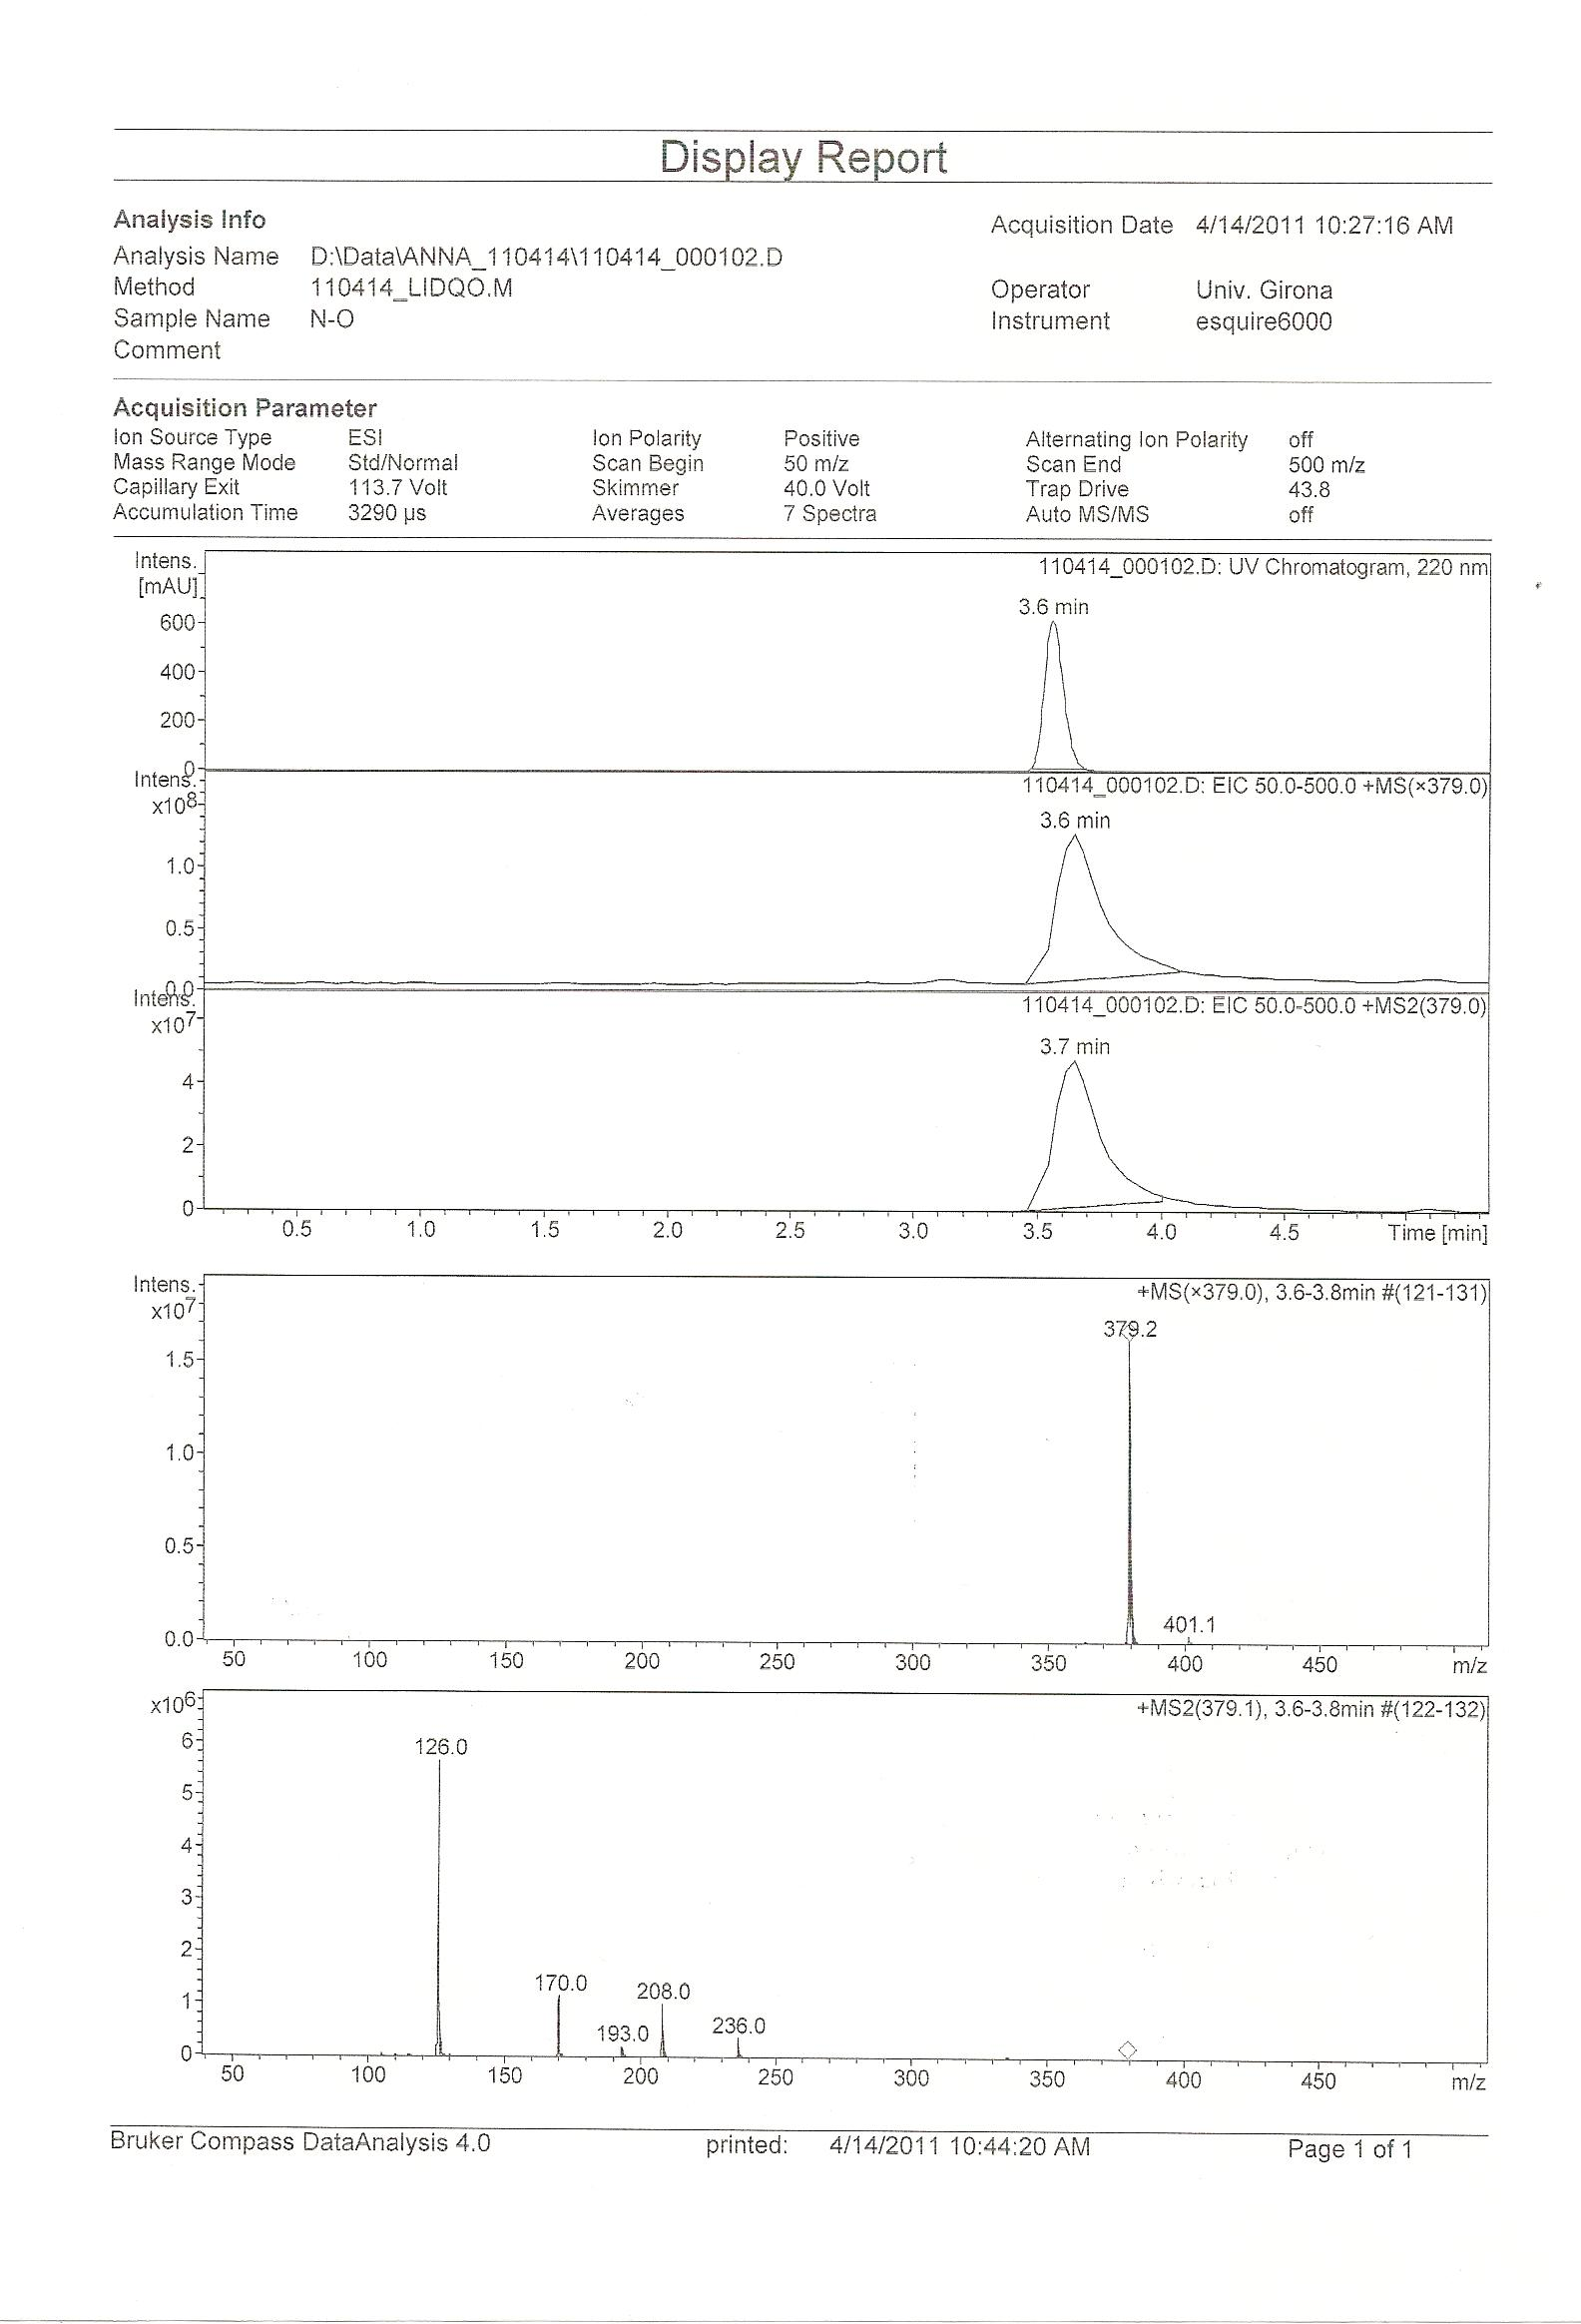 Display Report
Analysis Info
Acquisition Date 4/14/2011 10:27:16 AM
Analysis Name D:\Data\ANNA_110414\110414_000102.D
Method 110414_LIDQO.M
Operator Univ. Girona
Sample Name N-O
Instrument esquire6000
Comment
Acquisition Parameter
Ion Source Type ESI Ion Polarity Positive Alternating Ion Polarity off
Mass Range Mode Std/Normal Scan Begin 50 m/z Scan End 500 m/z
Capillary Exit 113.7 Volt Skimmer 40.0 Volt Trap Drive 43.8
Accumulation Time 3290 µs Averages 7 Spectra Auto MS/MS off
Intens.
[mAU]
110414_000102.D: UV Chromatogram, 220 nm
3.6 min
600
400
200
0
Intens.
x10⁸
110414_000102.D: EIC 50.0-500.0 +MS(×379.0)
3.6 min
1.0
0.5
0.0
Intens.
x10⁷
110414_000102.D: EIC 50.0-500.0 +MS2(379.0)
3.7 min
4
2
0
0.5 1.0 1.5 2.0 2.5 3.0 3.5 4.0 4.5 Time [min]
Intens.
x10⁷
+MS(×379.0), 3.6-3.8min #(121-131)
379.2
1.5
1.0
0.5
401.1
0.0
50 100 150 200 250 300 350 400 450 m/z
x10⁶
+MS2(379.1), 3.6-3.8min #(122-132)
6
126.0
5
4
3
2
170.0
208.0
1
193.0
236.0
0
50 100 150 200 250 300 350 400 450 m/z
Bruker Compass DataAnalysis 4.0 printed: 4/14/2011 10:44:20 AM Page 1 of 1